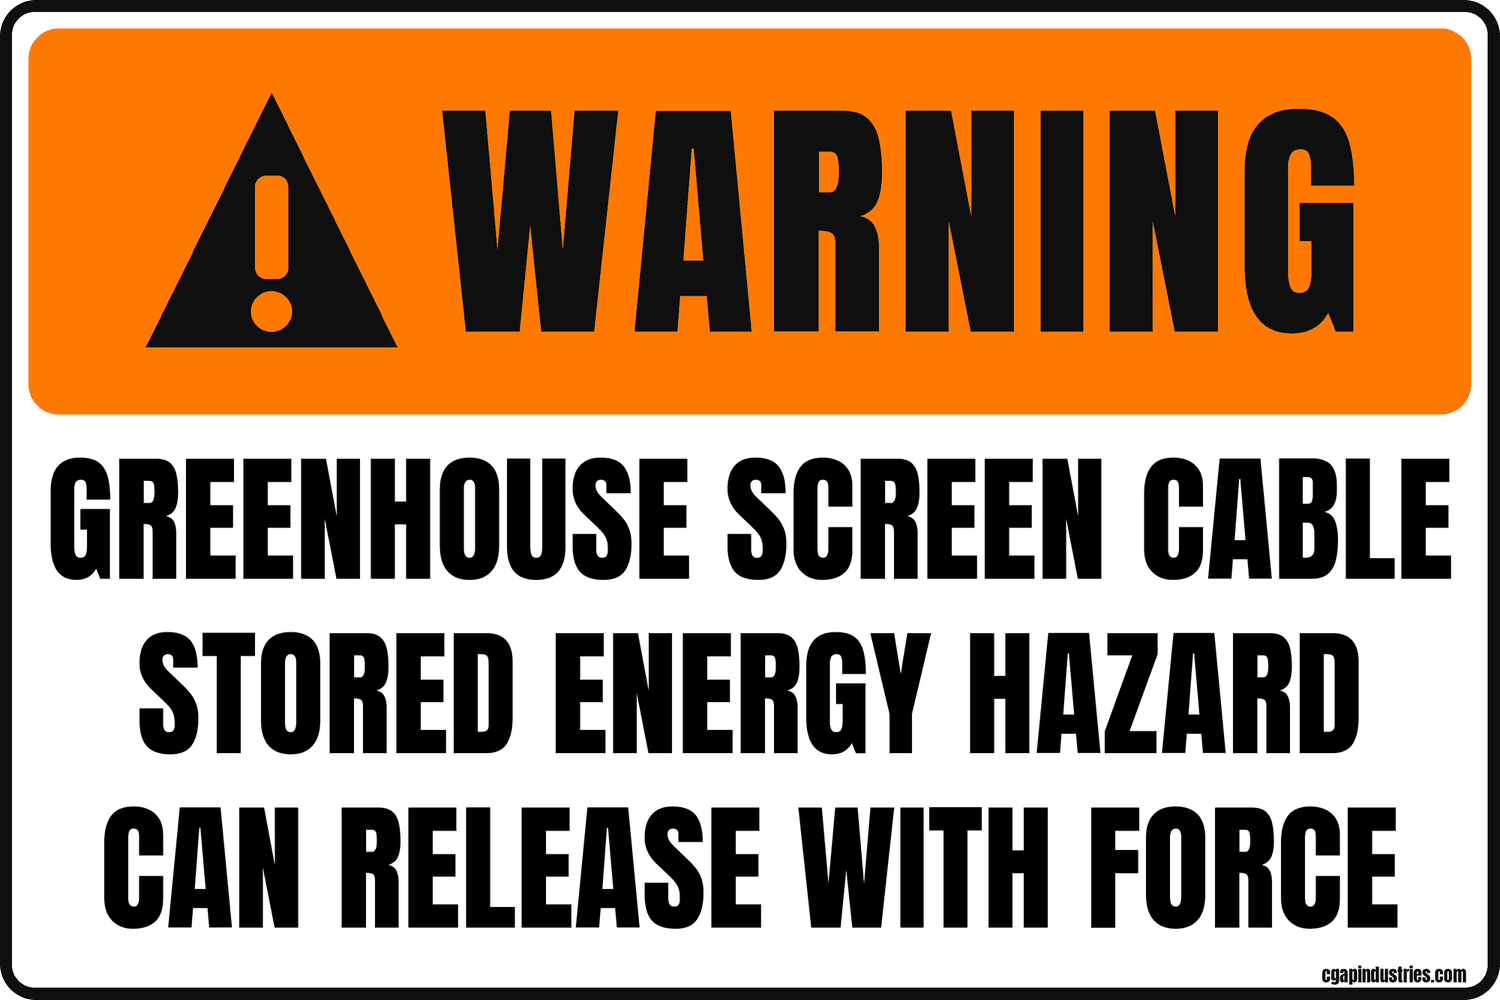 WARNING
GREENHOUSE SCREEN CABLE
STORED ENERGY HAZARD
CAN RELEASE WITH FORCE
cgapindustries.com